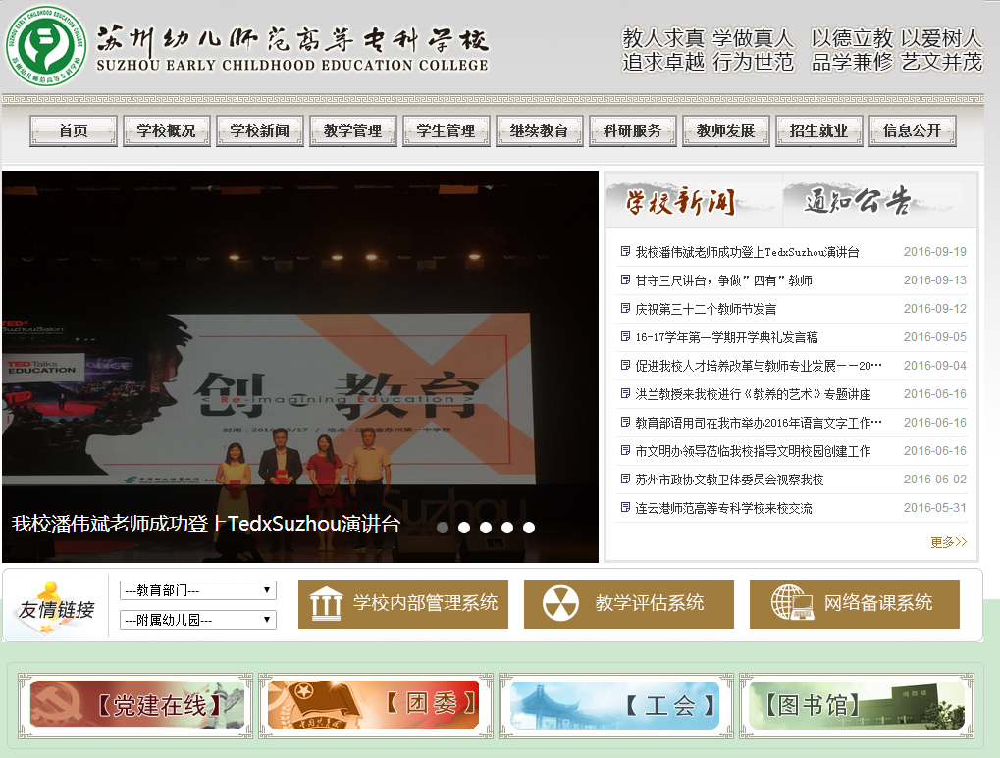 苏州幼儿师范高等专科学校
SUZHOU EARLY CHILDHOOD EDUCATION COLLEGE
教人求真 学做真人 以德立教 以爱树人
追求卓越 行为世范 品学兼修 艺文并茂
首页 学校概况 学校新闻 教学管理 学生管理 继续教育 科研服务 教师发展 招生就业 信息公开
TED×
SuzhouSalon
TEDTALKS
EDUCATION
创 教育
< Re-imagining Education >
时间：2016/09/17 / 地点：江苏省苏州第一中学校
中国邮政储蓄银行
Suzhou
我校潘伟斌老师成功登上TedxSuzhou演讲台
学校新闻 通知公告
我校潘伟斌老师成功登上TedxSuzhou演讲台 2016-09-19
甘守三尺讲台，争做”四有”教师 2016-09-13
庆祝第三十二个教师节发言 2016-09-12
16-17学年第一学期开学典礼发言稿 2016-09-05
促进我校人才培养改革与教师专业发展－－20… 2016-09-04
洪兰教授来我校进行《教养的艺术》专题讲座 2016-06-16
教育部语用司在我市举办2016年语言文字工作… 2016-06-16
市文明办领导莅临我校指导文明校园创建工作 2016-06-16
苏州市政协文教卫体委员会视察我校 2016-06-02
连云港师范高等专科学校来校交流 2016-05-31
更多>>
友情链接
---教育部门---
---附属幼儿园---
学校内部管理系统 教学评估系统 网络备课系统
【党建在线】 【团委】 【工会】 【图书馆】